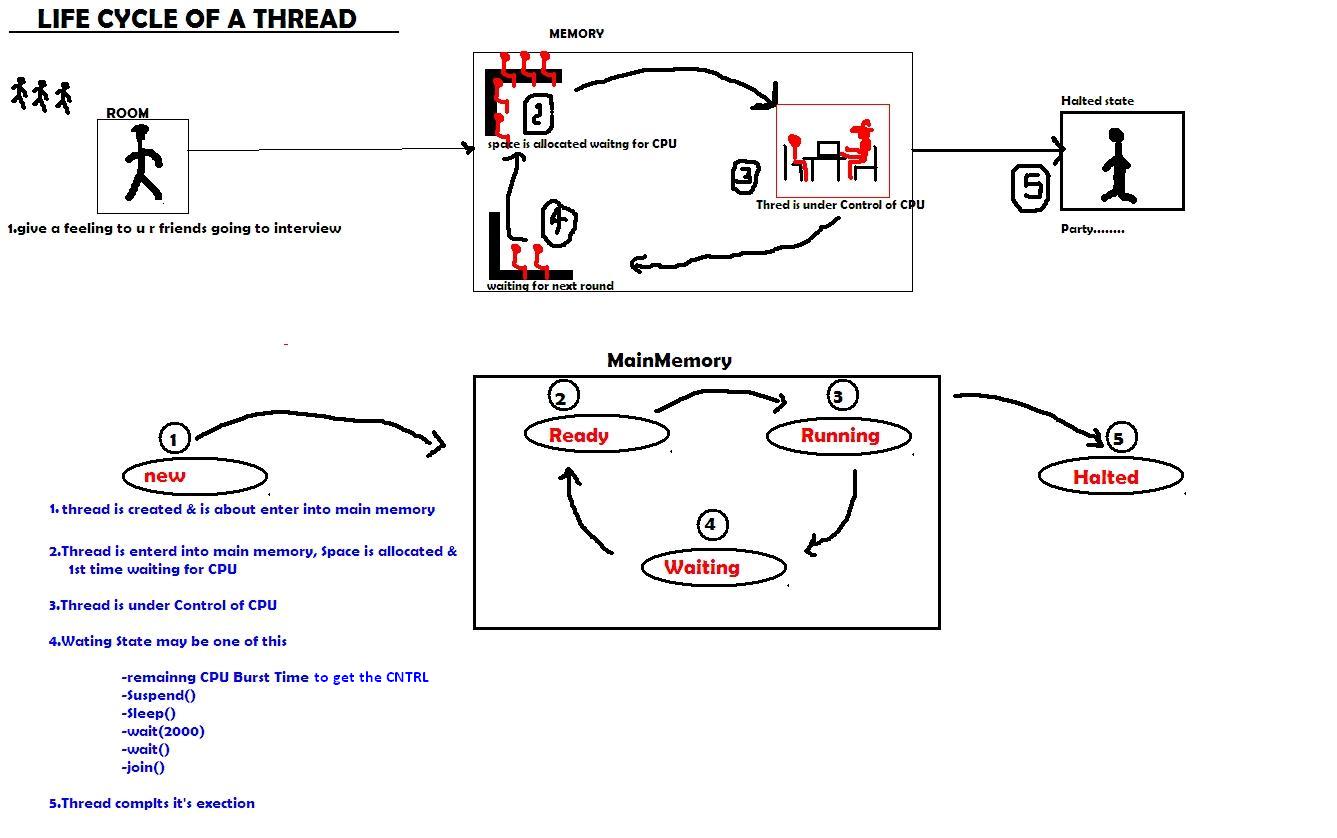 LIFE CYCLE OF A THREAD
MEMORY
ROOM
Halted state
2
space is allocated waitng for CPU
3
Thred is under Control of CPU
5
4
waiting for next round
1.give a feeling to u r friends going to interview
Party........
MainMemory
1
new
2
Ready
3
Running
4
Waiting
5
Halted
1. thread is created & is about enter into main memory
2.Thread is enterd into main memory, Space is allocated &
1st time waiting for CPU
3.Thread is under Control of CPU
4.Wating State may be one of this
-remainng CPU Burst Time to get the CNTRL
-Suspend()
-Sleep()
-wait(2000)
-wait()
-join()
5.Thread complts it's exection